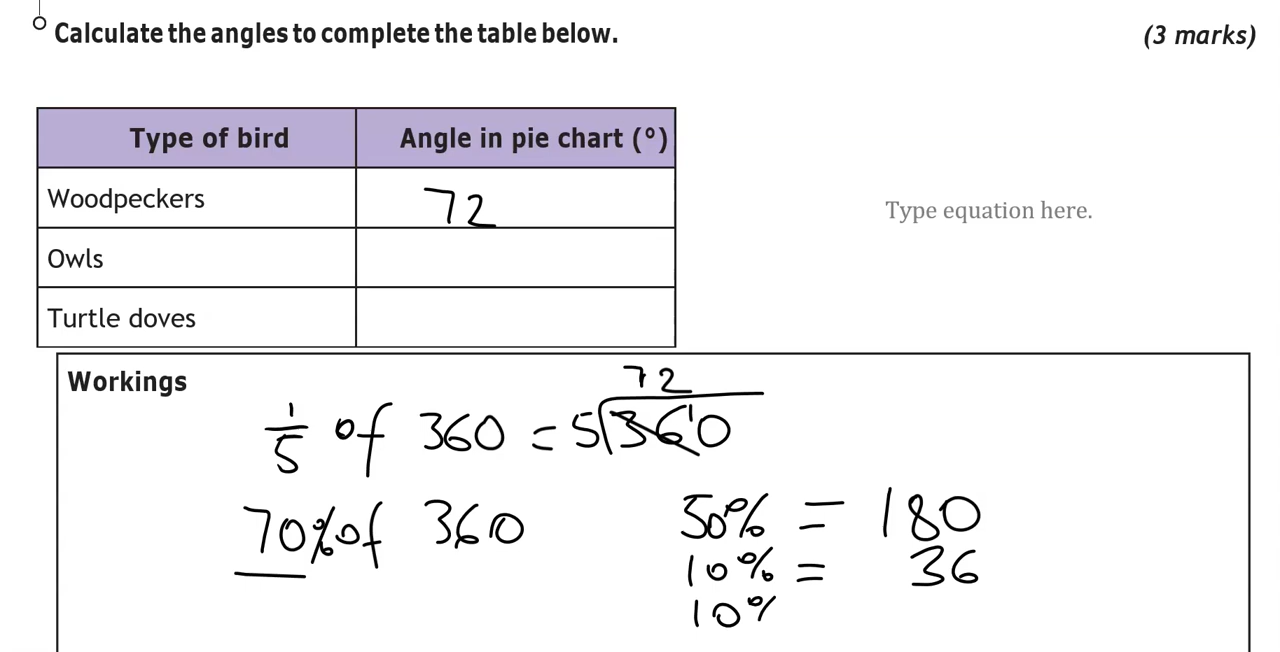 Calculate the angles to complete the table below. (3 marks)
Type of bird Angle in pie chart (°)
Woodpeckers 72
Type equation here.
Owls
Turtle doves
Workings
72
1/5 of 360 = 5 360
70% of 360 50% = 180
10% = 36
10%